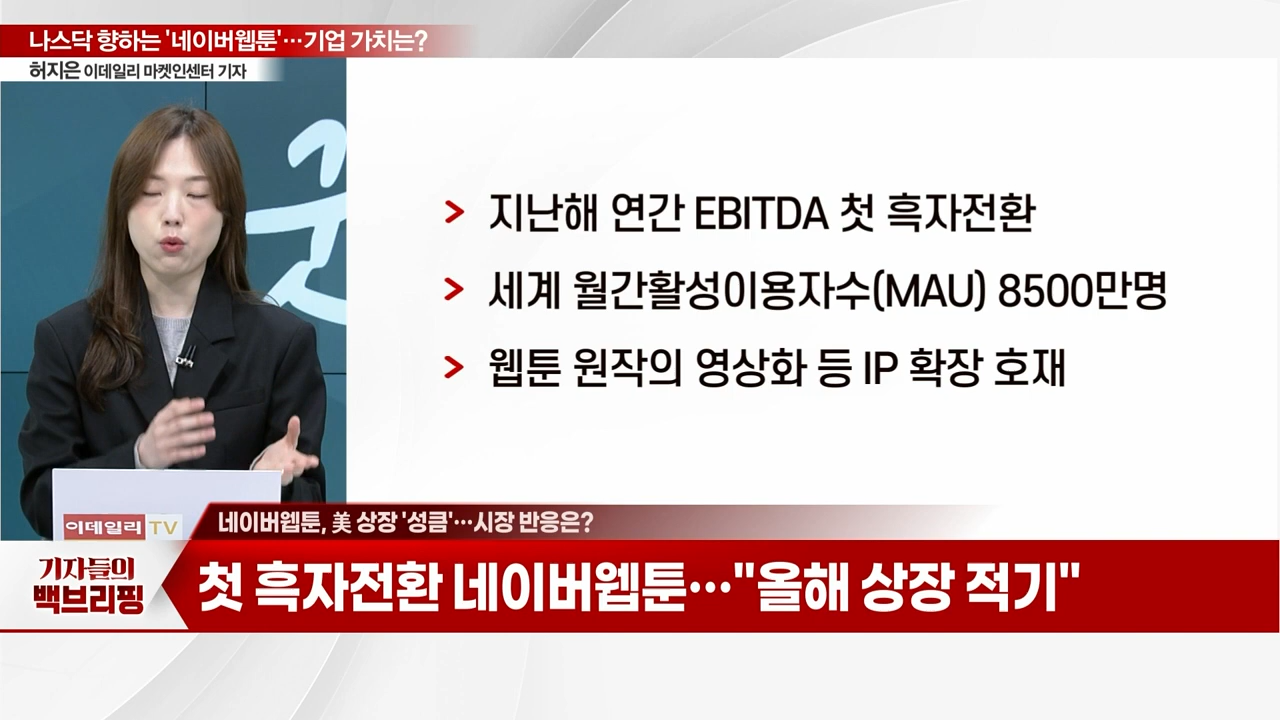 나스닥 향하는 '네이버웹툰'…기업 가치는?
허지은 이데일리 마켓인센터 기자
> 지난해 연간 EBITDA 첫 흑자전환
> 세계 월간활성이용자수(MAU) 8500만명
> 웹툰 원작의 영상화 등 IP 확장 호재
이데일리 TV
네이버웹툰, 美 상장 '성큼'…시장 반응은?
기자들의
백브리핑
첫 흑자전환 네이버웹툰…"올해 상장 적기"